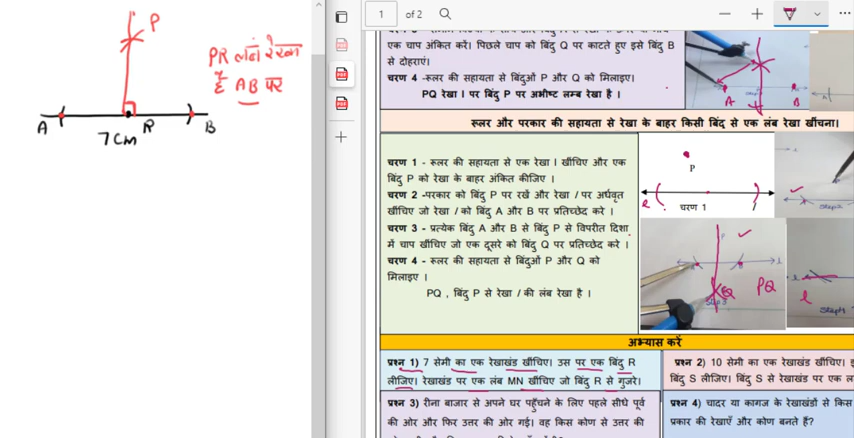 P
PR लम्ब रेखा
है AB पर
A
7CM
R
B
1
of 2
एक चाप अंकित करें। पिछले चाप को बिंदु Q पर काटते हुए इसे बिंदु B
से दोहराएं।
चरण 4 -रूलर की सहायता से बिंदुओं P और Q को मिलाइए।
PQ रेखा l पर बिंदु P पर अभीष्ट लम्ब रेखा है।
A
B
रूलर और परकार की सहायता से रेखा के बाहर किसी बिंद से एक लंब रेखा खींचना।
चरण 1 - रूलर की सहायता से एक रेखा l खींचिए और एक
बिंदु P को रेखा के बाहर अंकित कीजिए ।
चरण 2 -परकार को बिंदु P पर रखें और रेखा l पर अर्धवृत
खींचिए जो रेखा l को बिंदु A और B पर प्रतिच्छेद करे ।
चरण 3 - प्रत्येक बिंदु A और B से बिंदु P से विपरीत दिशा
में चाप खींचिए जो एक दूसरे को बिंदु Q पर प्रतिच्छेद करे ।
चरण 4 - रूलर की सहायता से बिंदुओं P और Q को
मिलाइए ।
PQ , बिंदु P से रेखा l की लंब रेखा है ।
P
l
चरण 1
l
Step2
Q
PQ
Step3
l
Step4
अभ्यास करें
प्रश्न 1) 7 सेमी का एक रेखाखंड खींचिए। उस पर एक बिंदु R
लीजिए। रेखाखंड पर एक लंब MN खींचिए जो बिंदु R से गुजरे।
प्रश्न 2) 10 सेमी का एक रेखाखंड खींचिए।
बिंदु S लीजिए। बिंदु S से रेखाखंड पर एक ल
प्रश्न 3) रीना बाजार से अपने घर पहुँचने के लिए पहले सीधे पूर्व
की ओर और फिर उत्तर की ओर गई। वह किस कोण से उत्तर की
प्रश्न 4) चादर या कागज के रेखाखंडों से किस
प्रकार की रेखाएँ और कोण बनते हैं?